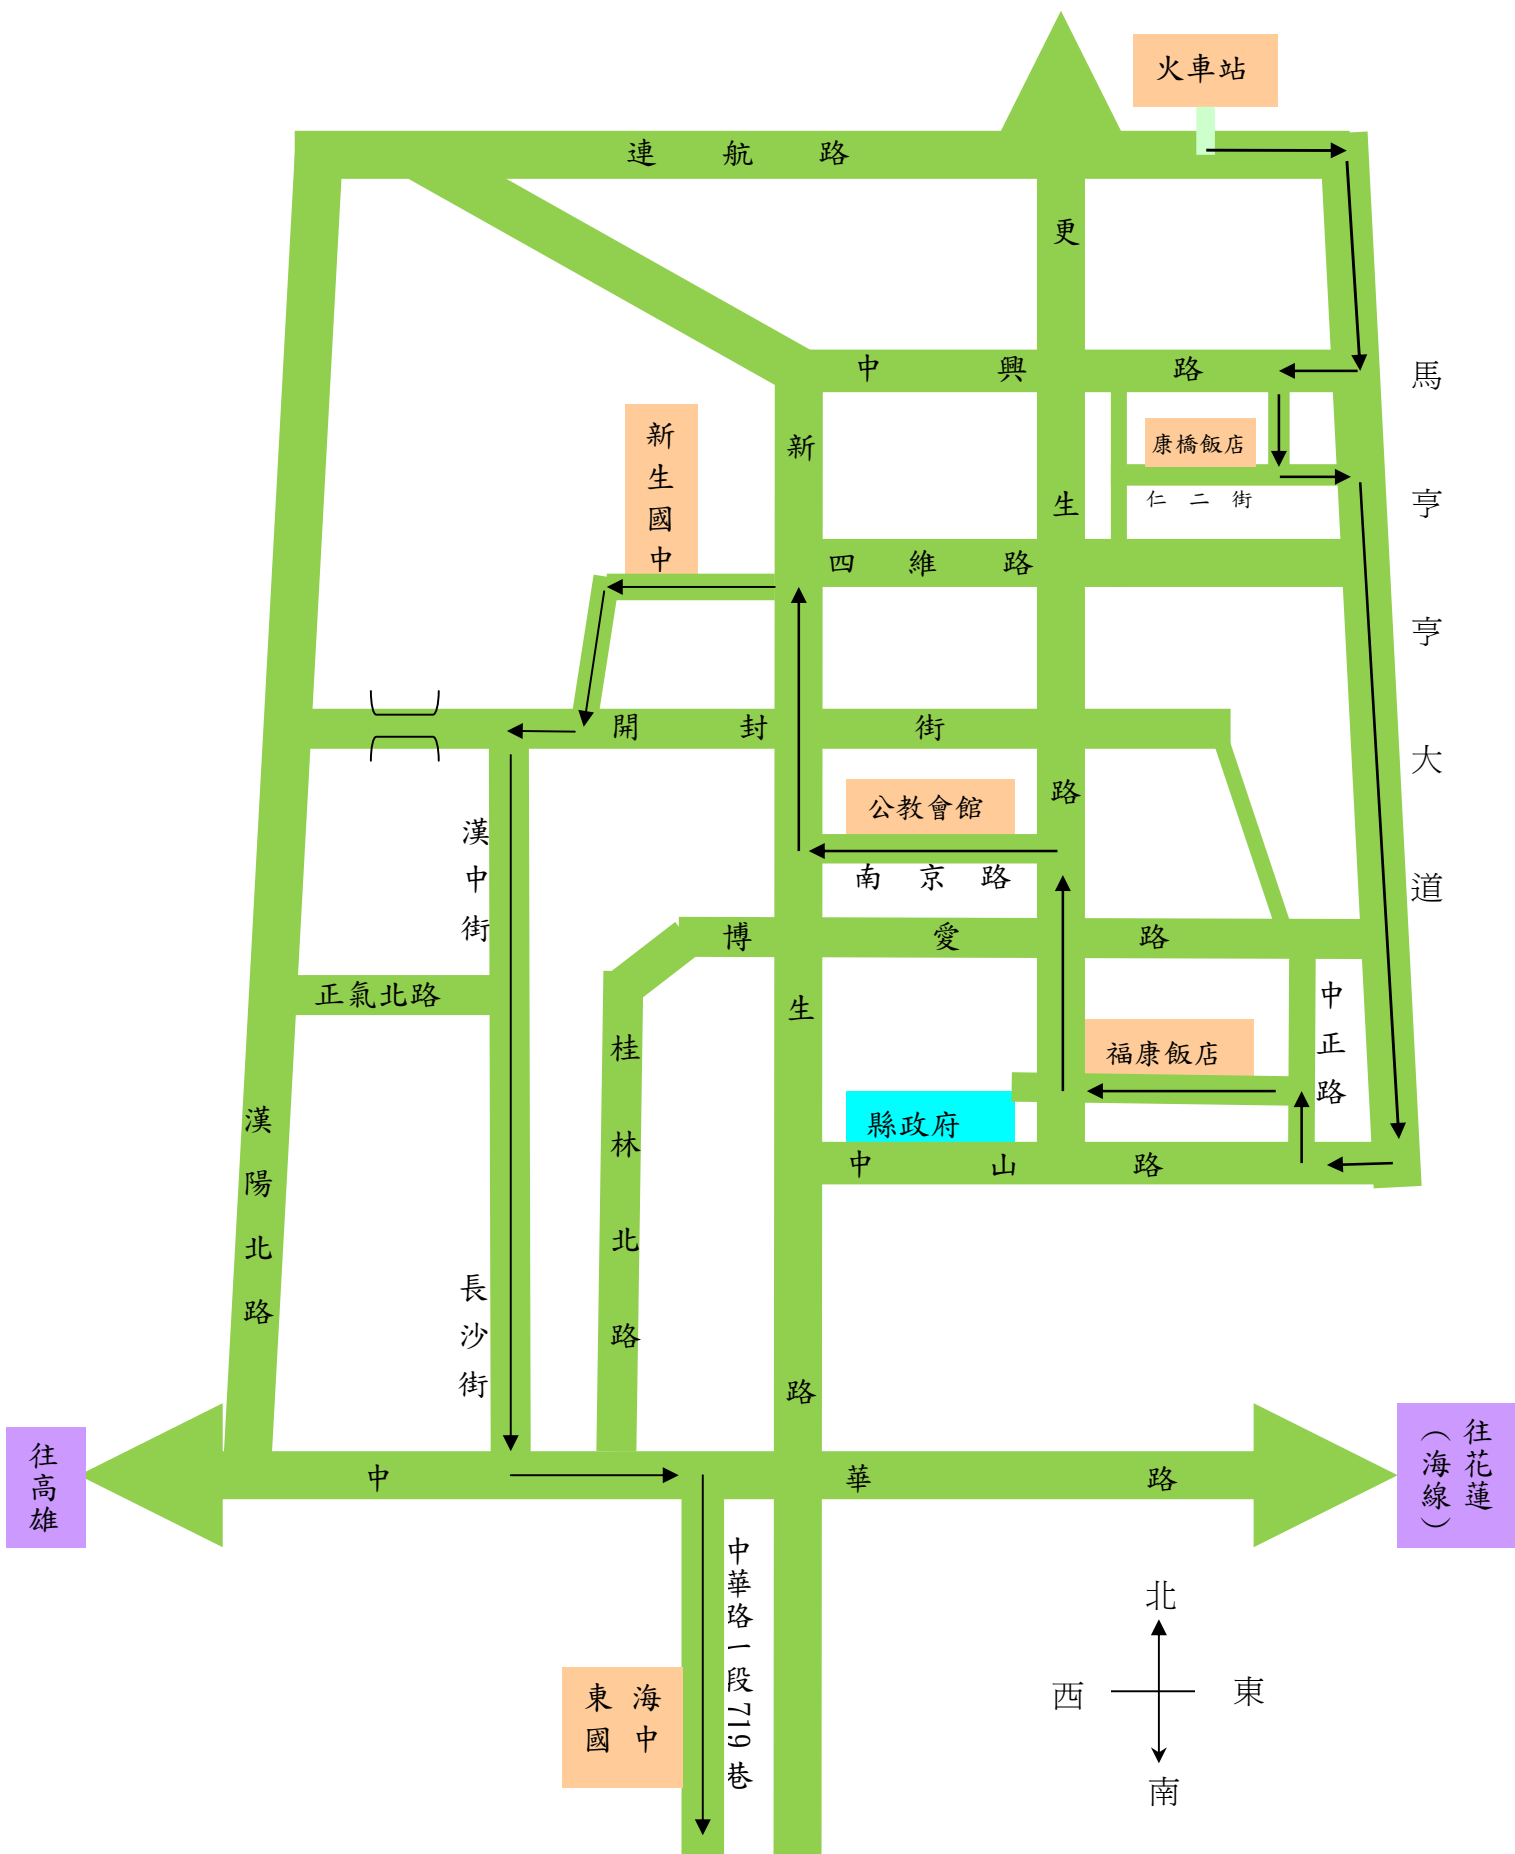 火車站
連航路
更生路
中興路
馬亨亨大道
新生國中
新生路
康橋飯店
仁二街
四維路
開封街
公教會館
南京路
漢中街
博愛路
正氣北路
中正路
桂林北路
福康飯店
縣政府
中山路
漢陽北路
長沙街
往高雄
中華路
往花蓮
（海線）
中華路一段719巷
東海
國中
北
西
東
南